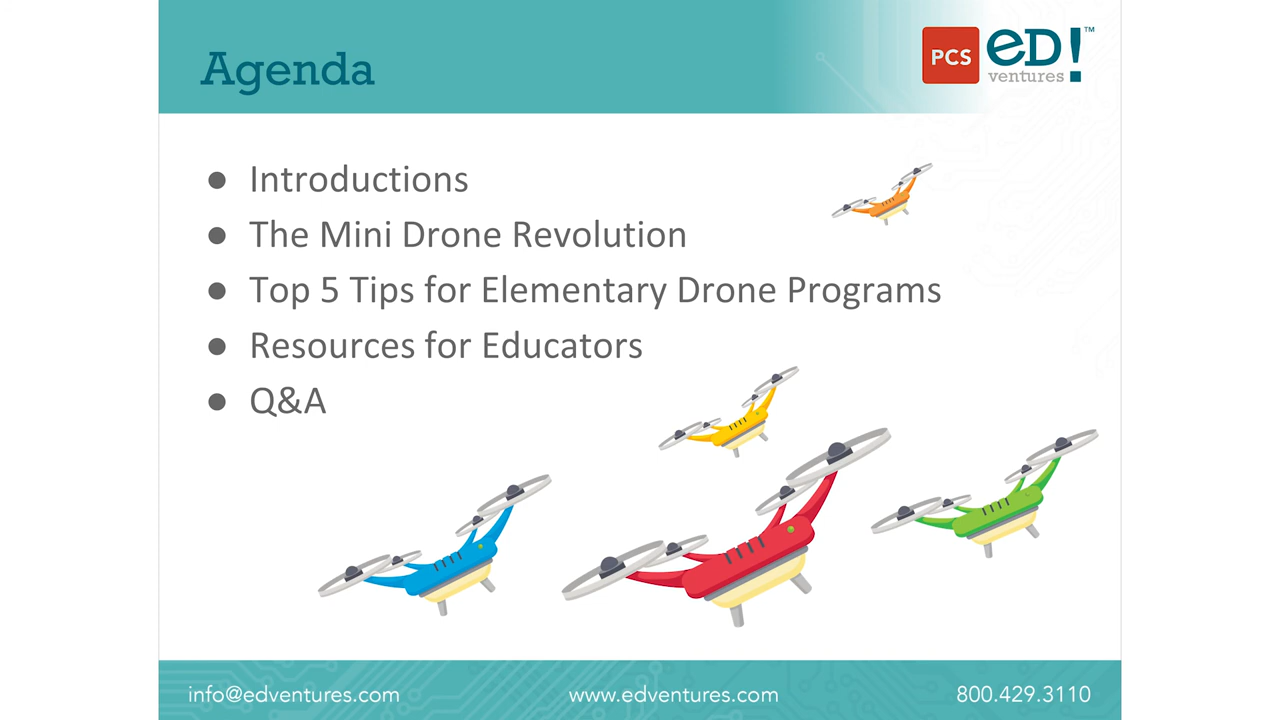 Agenda
PCS
eD!™
ventures
● Introductions
● The Mini Drone Revolution
● Top 5 Tips for Elementary Drone Programs
● Resources for Educators
● Q&A
info@edventures.com
www.edventures.com
800.429.3110